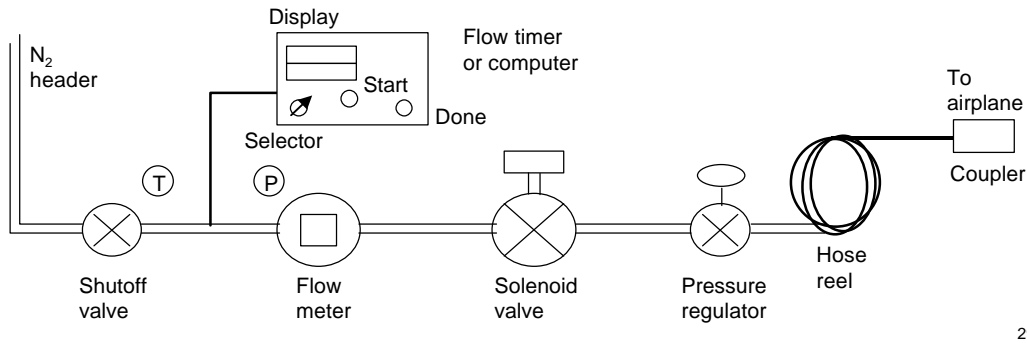 Display
N₂
header
Flow timer
or computer
Start
Done
Selector
To
airplane
Coupler
T
P
Shutoff
valve
Flow
meter
Solenoid
valve
Pressure
regulator
Hose
reel
2